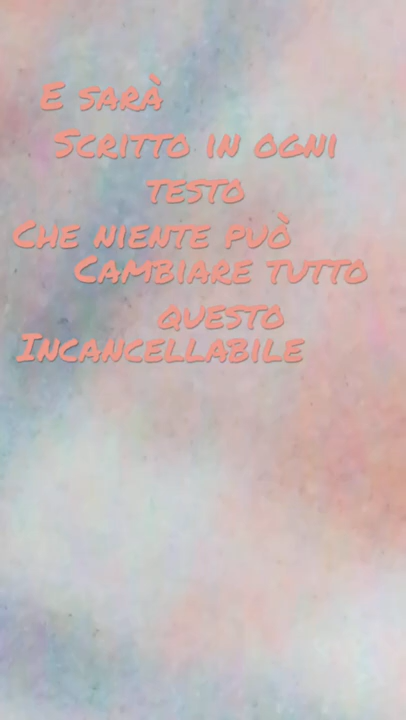 E sarà
Scritto in ogni
testo
Che niente può
Cambiare tutto
questo
Incancellabile